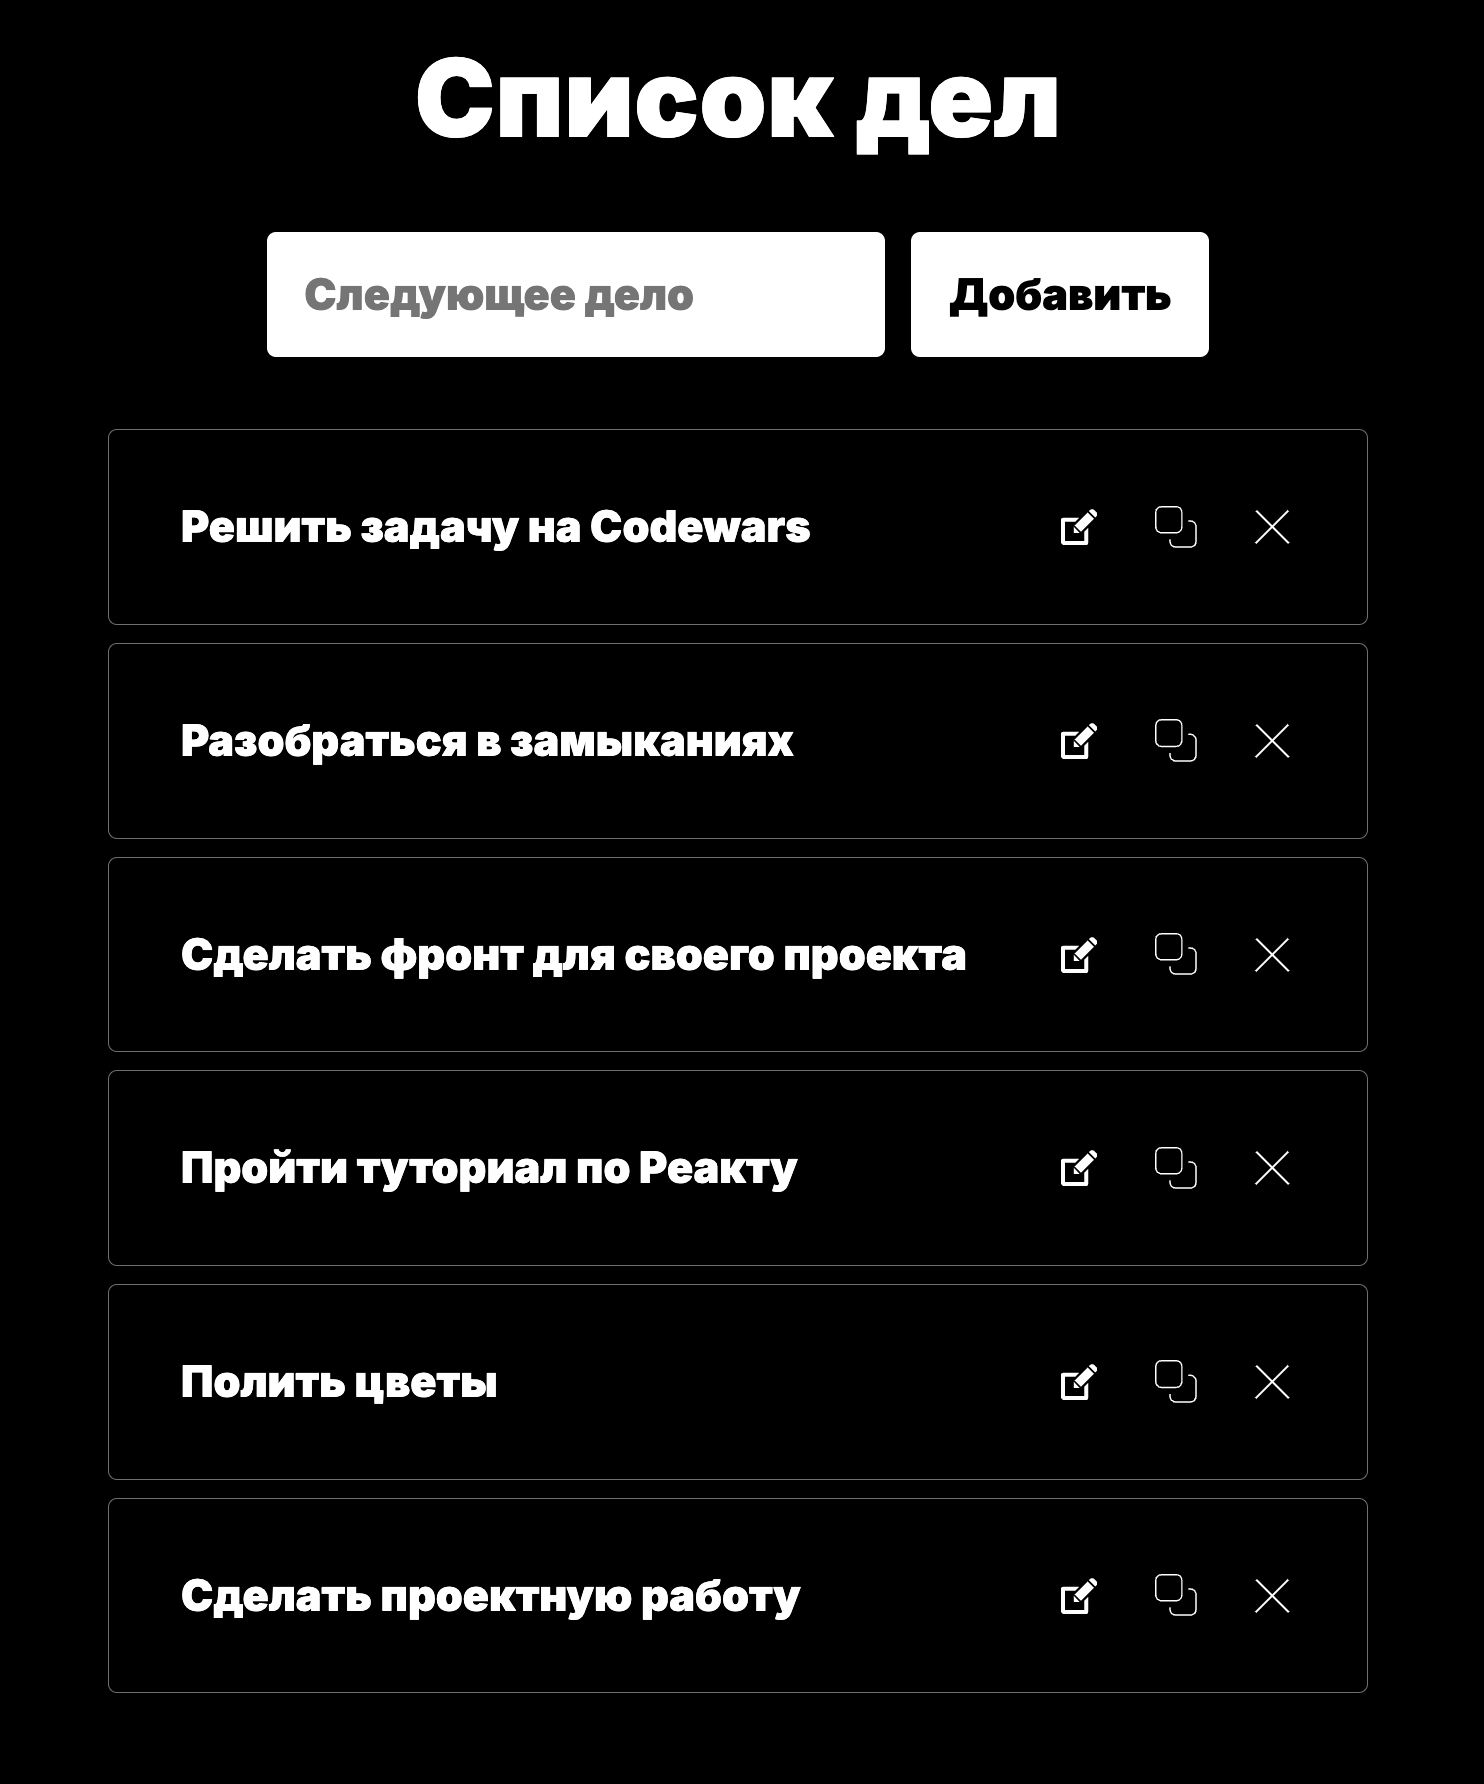 Список дел
Следующее дело
Добавить
Решить задачу на Codewars
Разобраться в замыканиях
Сделать фронт для своего проекта
Пройти туториал по Реакту
Полить цветы
Сделать проектную работу